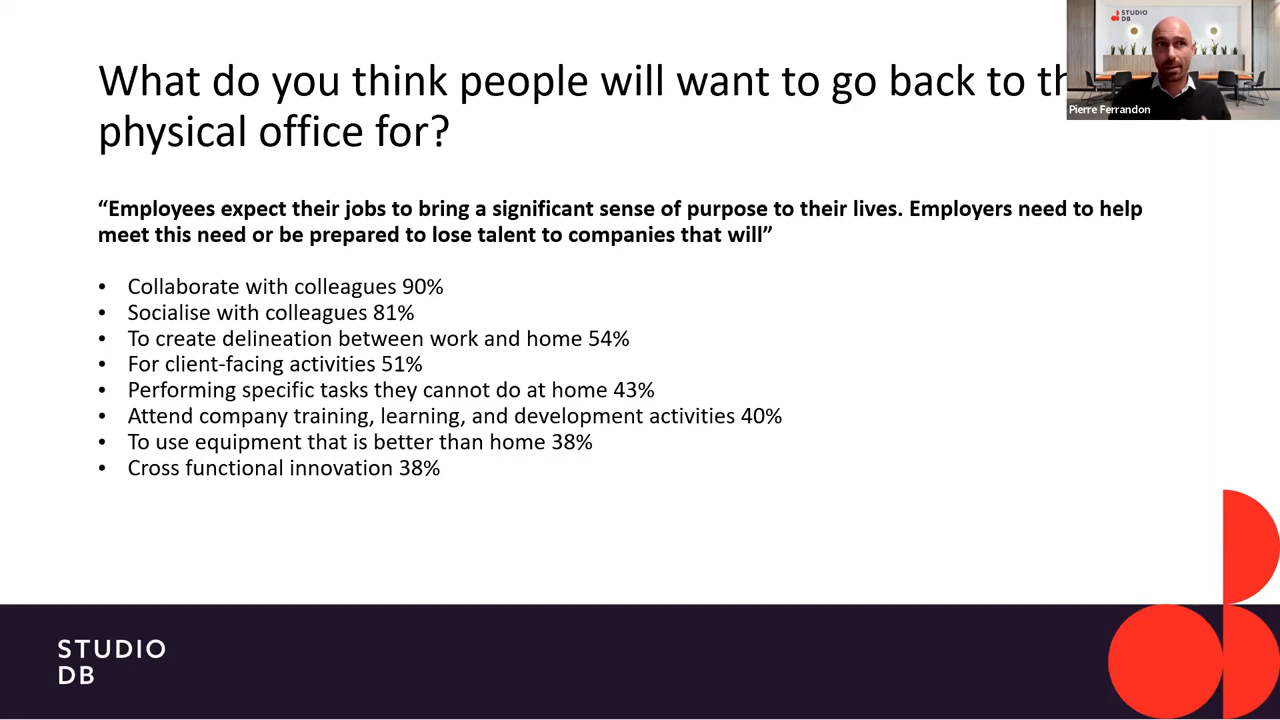 STUDIO
DB
Pierre Ferrandon
What do you think people will want to go back to
physical office for?
“Employees expect their jobs to bring a significant sense of purpose to their lives. Employers need to help
meet this need or be prepared to lose talent to companies that will”
• Collaborate with colleagues 90%
• Socialise with colleagues 81%
• To create delineation between work and home 54%
• For client-facing activities 51%
• Performing specific tasks they cannot do at home 43%
• Attend company training, learning, and development activities 40%
• To use equipment that is better than home 38%
• Cross functional innovation 38%
STUDIO
DB